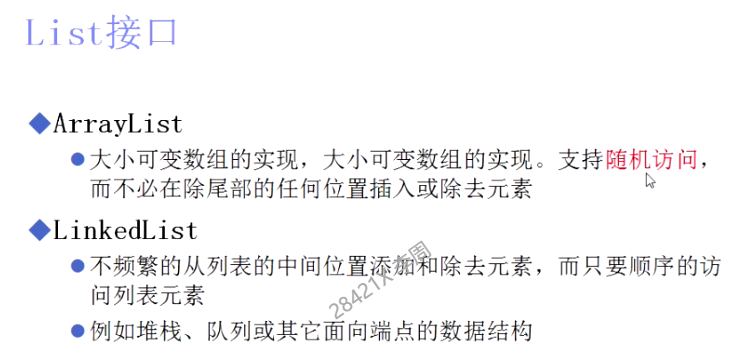 List接口
ArrayList
大小可变数组的实现，大小可变数组的实现。支持随机访问，
而不必在除尾部的任何位置插入或除去元素
LinkedList
不频繁的从列表的中间位置添加和除去元素，而只要顺序的访
问列表元素
例如堆栈、队列或其它面向端点的数据结构